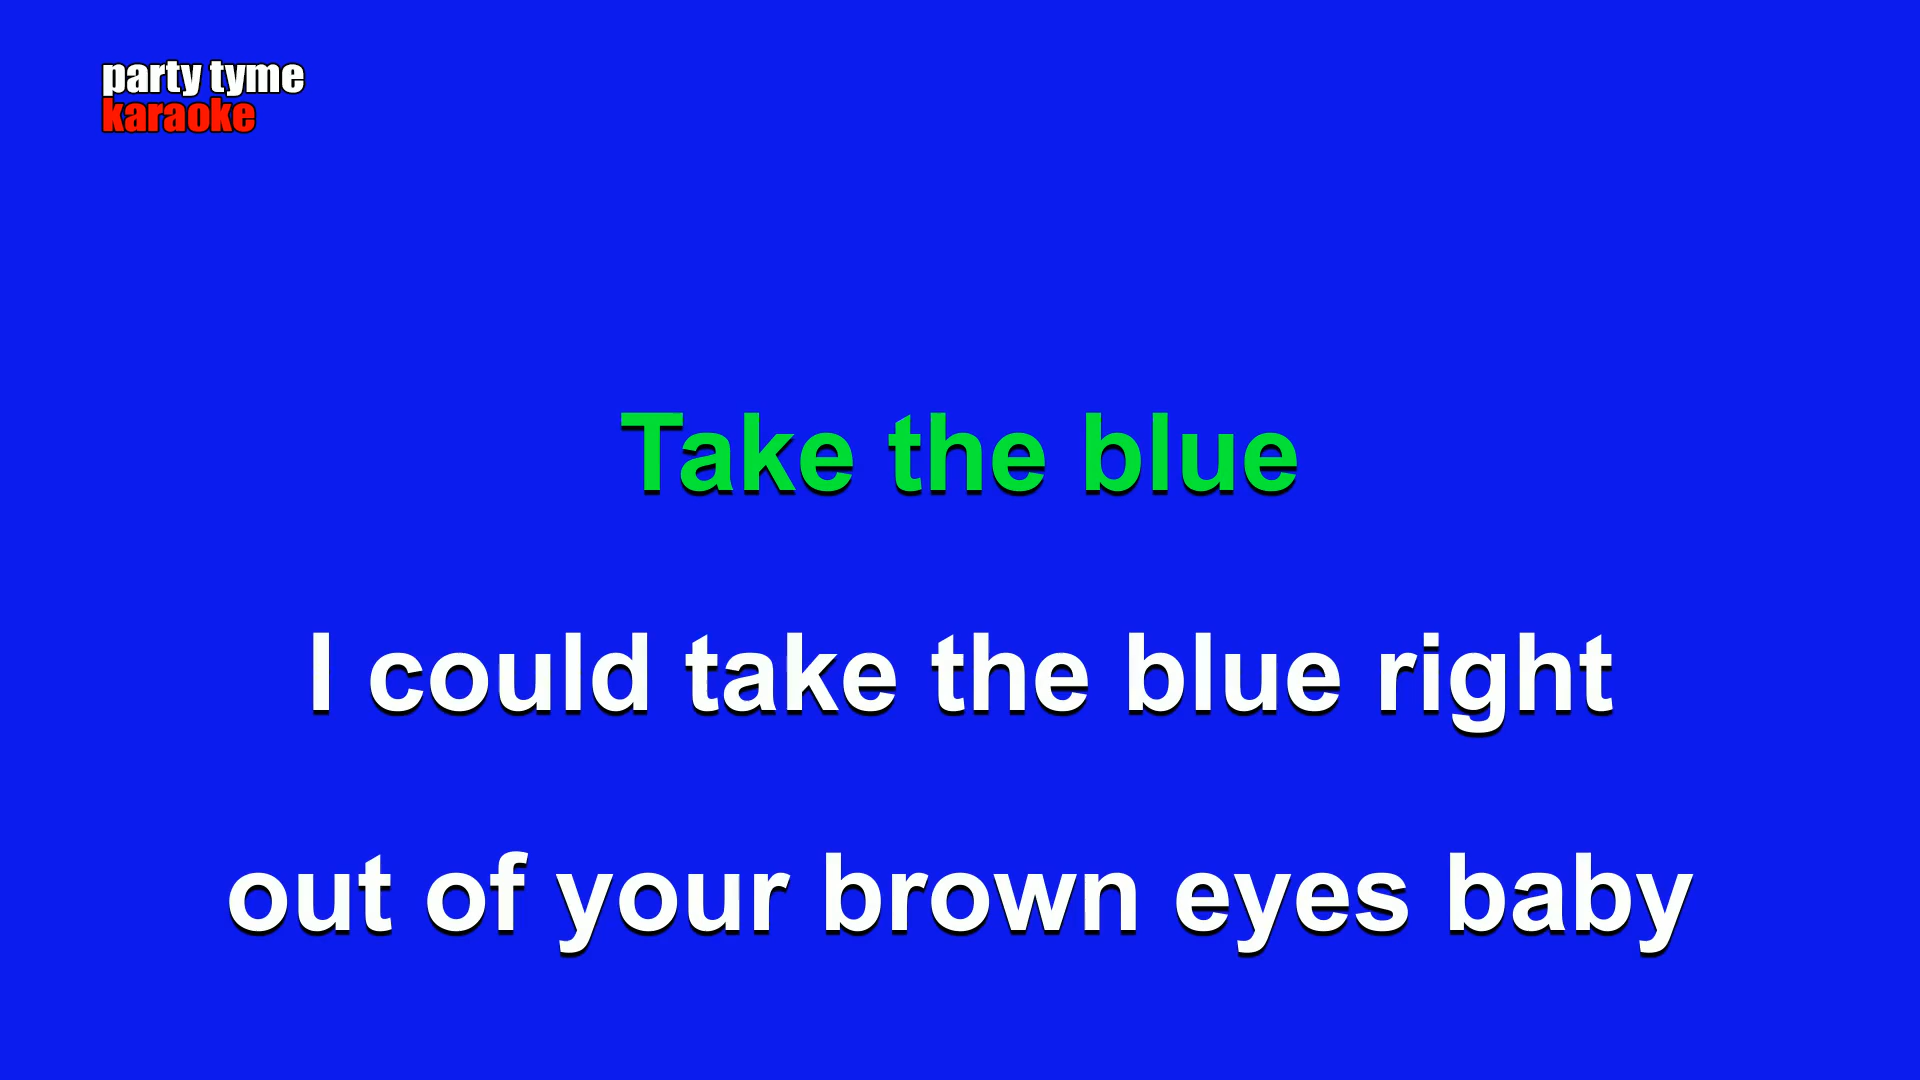 party tyme
karaoke
Take the blue
I could take the blue right
out of your brown eyes baby